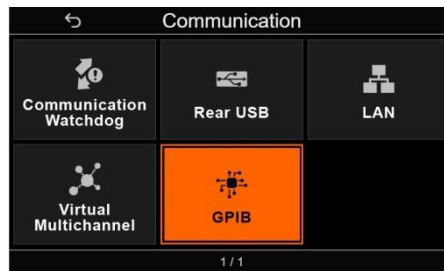 Communication
Communication
Watchdog
Rear USB
LAN
Virtual
Multichannel
GPIB
1 / 1